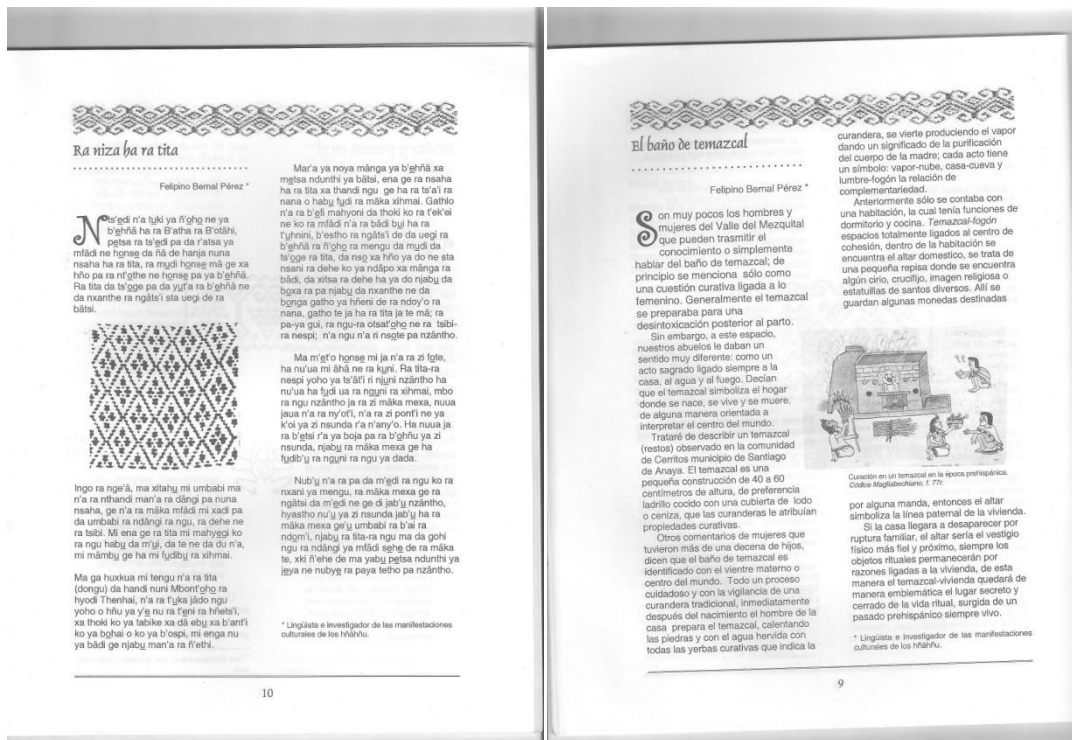 Ra niza ha ra tita
Felipino Bernal Pérez *
Nts'edi n'a tuki ya ñ'oho ne ya
b'ehñä ha ra B'atha ra B'otähi,
petsa ra ts'edi pa da r'atsa ya
mfädi ne honse da ñä de hanja nuna
nsaha ha ra tita, ra mudi honse mä ge xa
hño pa ra nt'othe ne honse pa ya b'ehñä.
Ra tita da ts'oge pa da yut'a ra b'ehñä ne
da nxanthe ra ngäts'i sta uegi de ra
bätsi.
Ingo ra nge'ä, ma xitahu mi umbabi ma
n'a ra nthandi man'a ra dängi pa nuna
nsaha, ge n'a ra mäka mfädi mi xadi pa
da umbabi ra ndängi ra ngu, ra dehe ne
ra tsibi. Mi ena ge ra tita mi mahyegi ko
ra ngu habu da m'ui, da te ne da du n'a,
mi mämbu ge ha mi fudibu ra xihmai.
Ma ga huxkua mi tengu n'a ra tita
(dongu) da handi nuni Mbont'oho ra
hyodi Thenhai, n'a ra t'uka jädo ngu
yoho o hñu ya y'e nu ra t'eni ra hñets'i,
xa thoki ko ya tabike xa dä ebu xa b'ant'i
ko ya bohai o ko ya b'ospi, mi enga nu
ya bädi ge njabu man'a ra ñ'ethi.
Mar'a ya noya mänga ya b'ehñä xa
metsa ndunthi ya bätsi, ena ge ra nsaha
ha ra tita xa thandi ngu ge ha ra ts'a'i ra
nana o habu fudi ra mäka xihmai. Gathlo
n'a ra b'efi mahyoni da thoki ko ra t'ek'ei
ne ko ra mfädi n'a ra bädi bui ha ra
t'uhnini, b'estho ra ngäts'i de da uegi ra
b'ehñä ra ñ'oho ra mengu da mudi da
ts'oge ra tita, da nso xa hño ya do ne sta
nsani ra dehe ko ya ndäpo xa mänga ra
bädi, da xitsa ra dehe ha ya do njabu da
boxa ra pa njabu da nxanthe ne da
bonga gatho ya hñeni de ra ndoy'o ra
nana, gatho te ja ha ra tita ja te mä; ra
pa-ya gui, ra ngu-ra otsat'oho ne ra tsibi-
ra nespi; n'a ngu n'a ri nsote pa nzäntho.
Ma m'et'o honse mi ja n'a ra zi fote,
ha nu'ua mi ähä ne ra kuni. Ra tita-ra
nespi yoho ya ts'ät'i ri njuni nzäntho ha
nu'ua ha fudi ua ra nguni ra xihmai, mbo
ra ngu nzäntho ja ra zi mäka mexa, nuua
jaua n'a ra ny'ot'i, n'a ra zi pont'i ne ya
k'oi ya zi nsunda r'a n'any'o. Ha nuua ja
ra b'etsi r'a ya boja pa ra b'ohñu ya zi
nsunda, njabu ra mäka mexa ge ha
fudib'u ra nguni ra ngu ya dada.
Nub'u n'a ra pa da m'edi ra ngu ko ra
nxani ya mengu, ra mäka mexa ge ra
ngätsi da m'edi ne ge di jab'u nzäntho,
hyastho nu'u ya zi nsunda jab'u ha ra
mäka mexa ge'u umbabi ra b'ai ra
ndom'i, njabu ra tita-ra ngu ma da gohi
ngu ra ndängi ya mfädi sehe de ra mäka
te, xki ñ'ehe de ma yabu petsa ndunthi ya
jeya ne nubye ra paya tetho pa nzäntho.
* Lingüista e investigador de las manifestaciones
culturales de los hñähñu.
10
El baño de temazcal
Felipino Bernal Pérez *
Son muy pocos los hombres y
mujeres del Valle del Mezquital
que pueden trasmitir el
conocimiento o simplemente
hablar del baño de temazcal; de
principio se menciona sólo como
una cuestión curativa ligada a lo
femenino. Generalmente el temazcal
se preparaba para una
desintoxicación posterior al parto.
Sin embargo, a este espacio,
nuestros abuelos le daban un
sentido muy diferente: como un
acto sagrado ligado siempre a la
casa, al agua y al fuego. Decían
que el temazcal simboliza el hogar
donde se nace, se vive y se muere,
de alguna manera orientada a
interpretar el centro del mundo.
Trataré de describir un temazcal
(restos) observado en la comunidad
de Cerritos municipio de Santiago
de Anaya. El temazcal es una
pequeña construcción de 40 a 60
centímetros de altura, de preferencia
ladrillo cocido con una cubierta de lodo
o ceniza, que las curanderas le atribuían
propiedades curativas.
Otros comentarios de mujeres que
tuvieron más de una decena de hijos,
dicen que el baño de temazcal es
identificado con el vientre materno o
centro del mundo. Todo un proceso
cuidadoso y con la vigilancia de una
curandera tradicional, inmediatamente
después del nacimiento el hombre de la
casa prepara el temazcal, calentando
las piedras y con el agua hervida con
todas las yerbas curativas que indica la
curandera, se vierte produciendo el vapor
dando un significado de la purificación
del cuerpo de la madre; cada acto tiene
un símbolo: vapor-nube, casa-cueva y
lumbre-fogón la relación de
complementariedad.
Anteriormente sólo se contaba con
una habitación, la cual tenía funciones de
dormitorio y cocina. Temazcal-fogón
espacios totalmente ligados al centro de
cohesión, dentro de la habitación se
encuentra el altar domestico, se trata de
una pequeña repisa donde se encuentra
algún cirio, crucifijo, imagen religiosa o
estatuillas de santos diversos. Allí se
guardan algunas monedas destinadas
Curación en un temazcal en la época prehispánica.
Códice Magliabechiano, f. 77r.
por alguna manda, entonces el altar
simboliza la línea paternal de la vivienda.
Si la casa llegara a desaparecer por
ruptura familiar, el altar sería el vestigio
físico más fiel y próximo, siempre los
objetos rituales permanecerán por
razones ligadas a la vivienda, de esta
manera el temazcal-vivienda quedará de
manera emblemática el lugar secreto y
cerrado de la vida ritual, surgida de un
pasado prehispánico siempre vivo.
* Lingüista e investigador de las manifestaciones
culturales de los hñähñu.
9